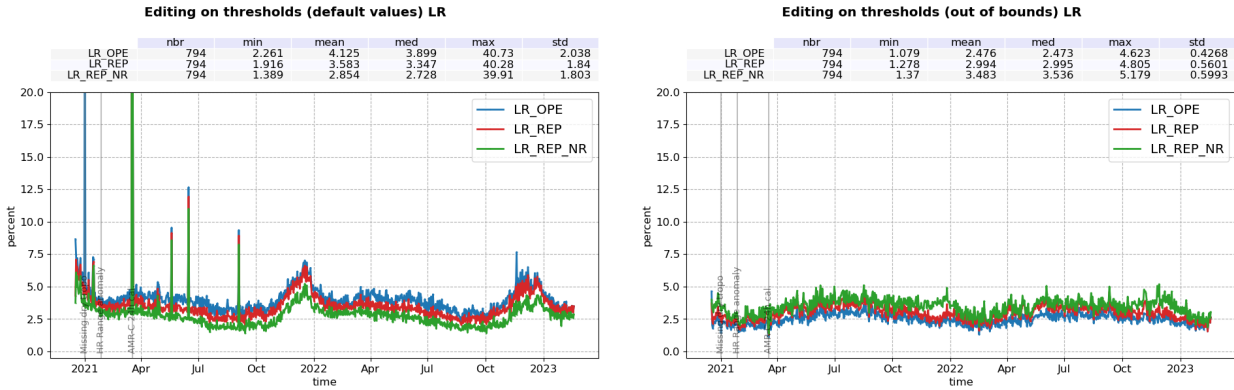 Editing on thresholds (default values) LR
nbr min mean med max std
LR_OPE 794 2.261 4.125 3.899 40.73 2.038
LR_REP 794 1.916 3.583 3.347 40.28 1.84
LR_REP_NR 794 1.389 2.854 2.728 39.91 1.803
20.0
17.5
15.0
12.5
10.0
7.5
5.0
2.5
0.0
percent
LR_OPE
LR_REP
LR_REP_NR
Missing
HR
anomaly
AMR-C
2021 Apr Jul Oct 2022 Apr Jul Oct 2023
time
Editing on thresholds (out of bounds) LR
nbr min mean med max std
LR_OPE 794 1.079 2.476 2.473 4.623 0.4268
LR_REP 794 1.278 2.994 2.995 4.805 0.5601
LR_REP_NR 794 1.37 3.483 3.536 5.179 0.5993
20.0
17.5
15.0
12.5
10.0
7.5
5.0
2.5
0.0
percent
LR_OPE
LR_REP
LR_REP_NR
HR
anomaly
cal
2021 Apr Jul Oct 2022 Apr Jul Oct 2023
time